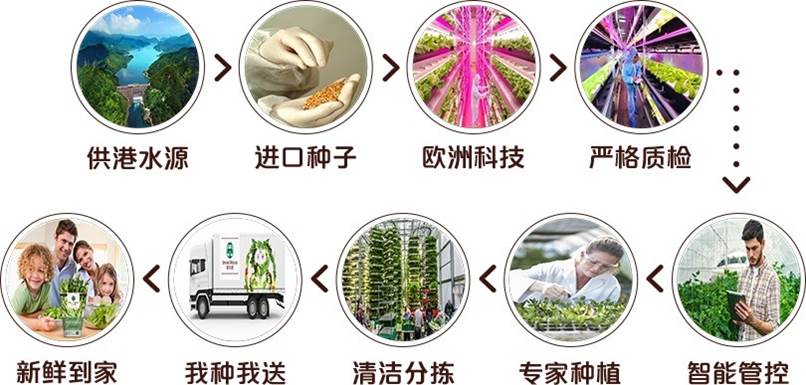 供港水源
进口种子
欧洲科技
严格质检
智能管控
专家种植
清洁分拣
我种我送
新鲜到家